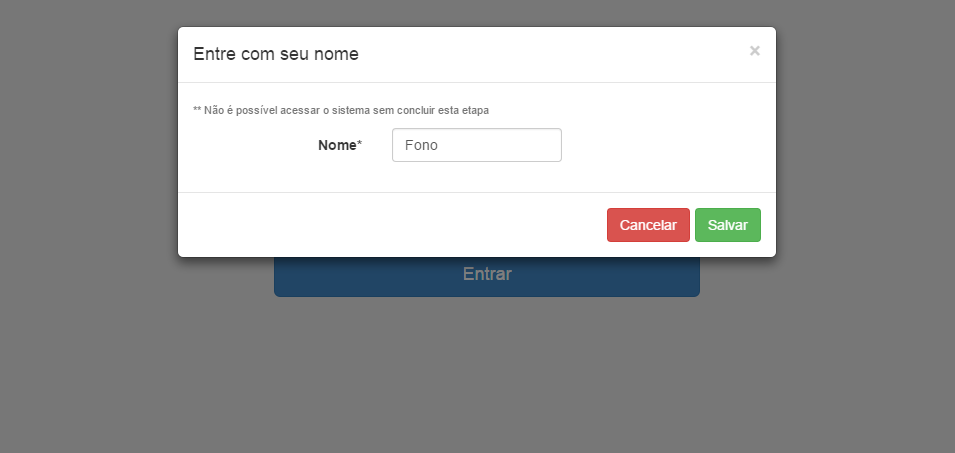 Entre com seu nome ×
** Não é possível acessar o sistema sem concluir esta etapa
Nome* Fono
Cancelar Salvar
Entrar